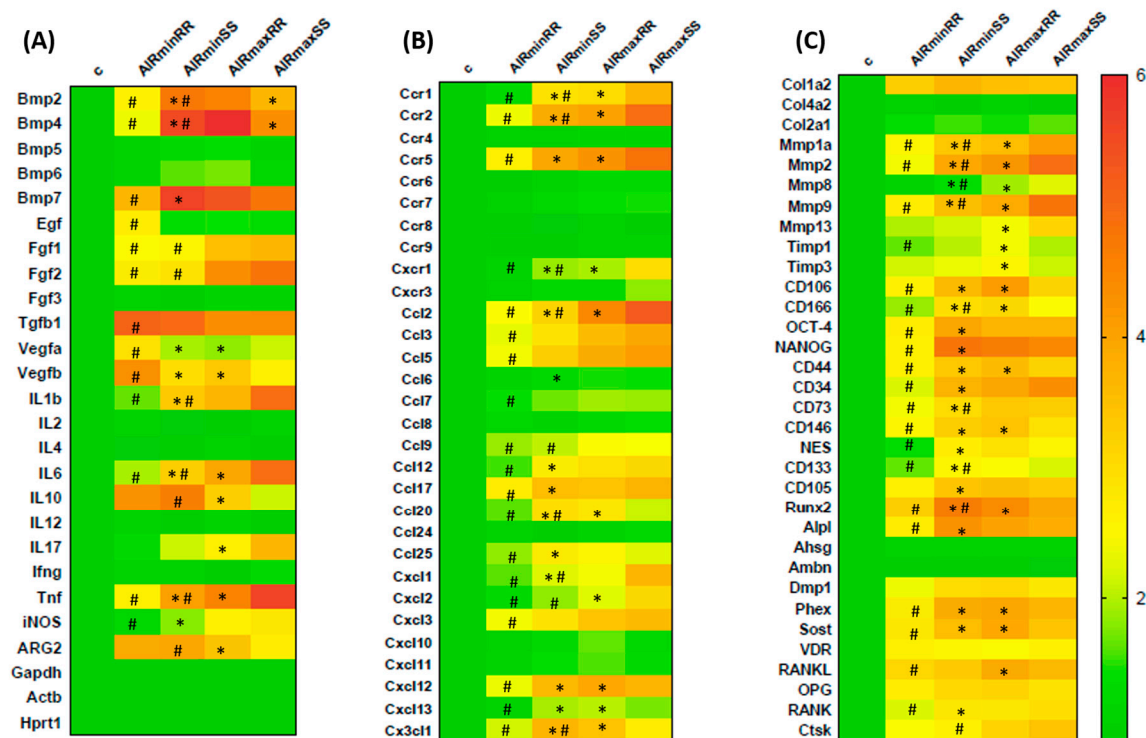 (A)
c AIRminRR AIRminSS AIRmaxRR AIRmaxSS
Bmp2 # *# *
Bmp4 # *# *
Bmp5
Bmp6
Bmp7 # *
Egf #
Fgf1 # #
Fgf2 # #
Fgf3
Tgfb1 #
Vegfa # * *
Vegfb # * *
IL1b # *#
IL2
IL4
IL6 # *# *
IL10 # *
IL12
IL17 *
Ifng
Tnf # *# *
iNOS # *
ARG2 # *
Gapdh
Actb
Hprt1
(B)
c AIRminRR AIRminSS AIRmaxRR AIRmaxSS
Ccr1 # *# *
Ccr2 # *# *
Ccr4
Ccr5 # * *
Ccr6
Ccr7
Ccr8
Ccr9
Cxcr1 # *# *
Cxcr3
Ccl2 # *# *
Ccl3 #
Ccl5 #
Ccl6 *
Ccl7 #
Ccl8
Ccl9 # #
Ccl12 # *
Ccl17 # *
Ccl20 # *# *
Ccl24
Ccl25 # *
Cxcl1 # *#
Cxcl2 # # *
Cxcl3 #
Cxcl10
Cxcl11
Cxcl12 # * *
Cxcl13 # * *
Cx3cl1 # *# *
(C)
c AIRminRR AIRminSS AIRmaxRR AIRmaxSS
Col1a2
Col4a2
Col2a1
Mmp1a # *# *
Mmp2 # *# *
Mmp8 *# *
Mmp9 # *# *
Mmp13 *
Timp1 # *
Timp3 *
CD106 # * *
CD166 # *# *
OCT-4 # *
NANOG # *
CD44 # * *
CD34 # *
CD73 # *#
CD146 # * *
NES # *
CD133 # *#
CD105 *
Runx2 # *# *
Alpl # *
Ahsg
Ambn
Dmp1
Phex # * *
Sost # * *
VDR
RANKL # *
OPG
RANK # *
Ctsk #
6
4
2